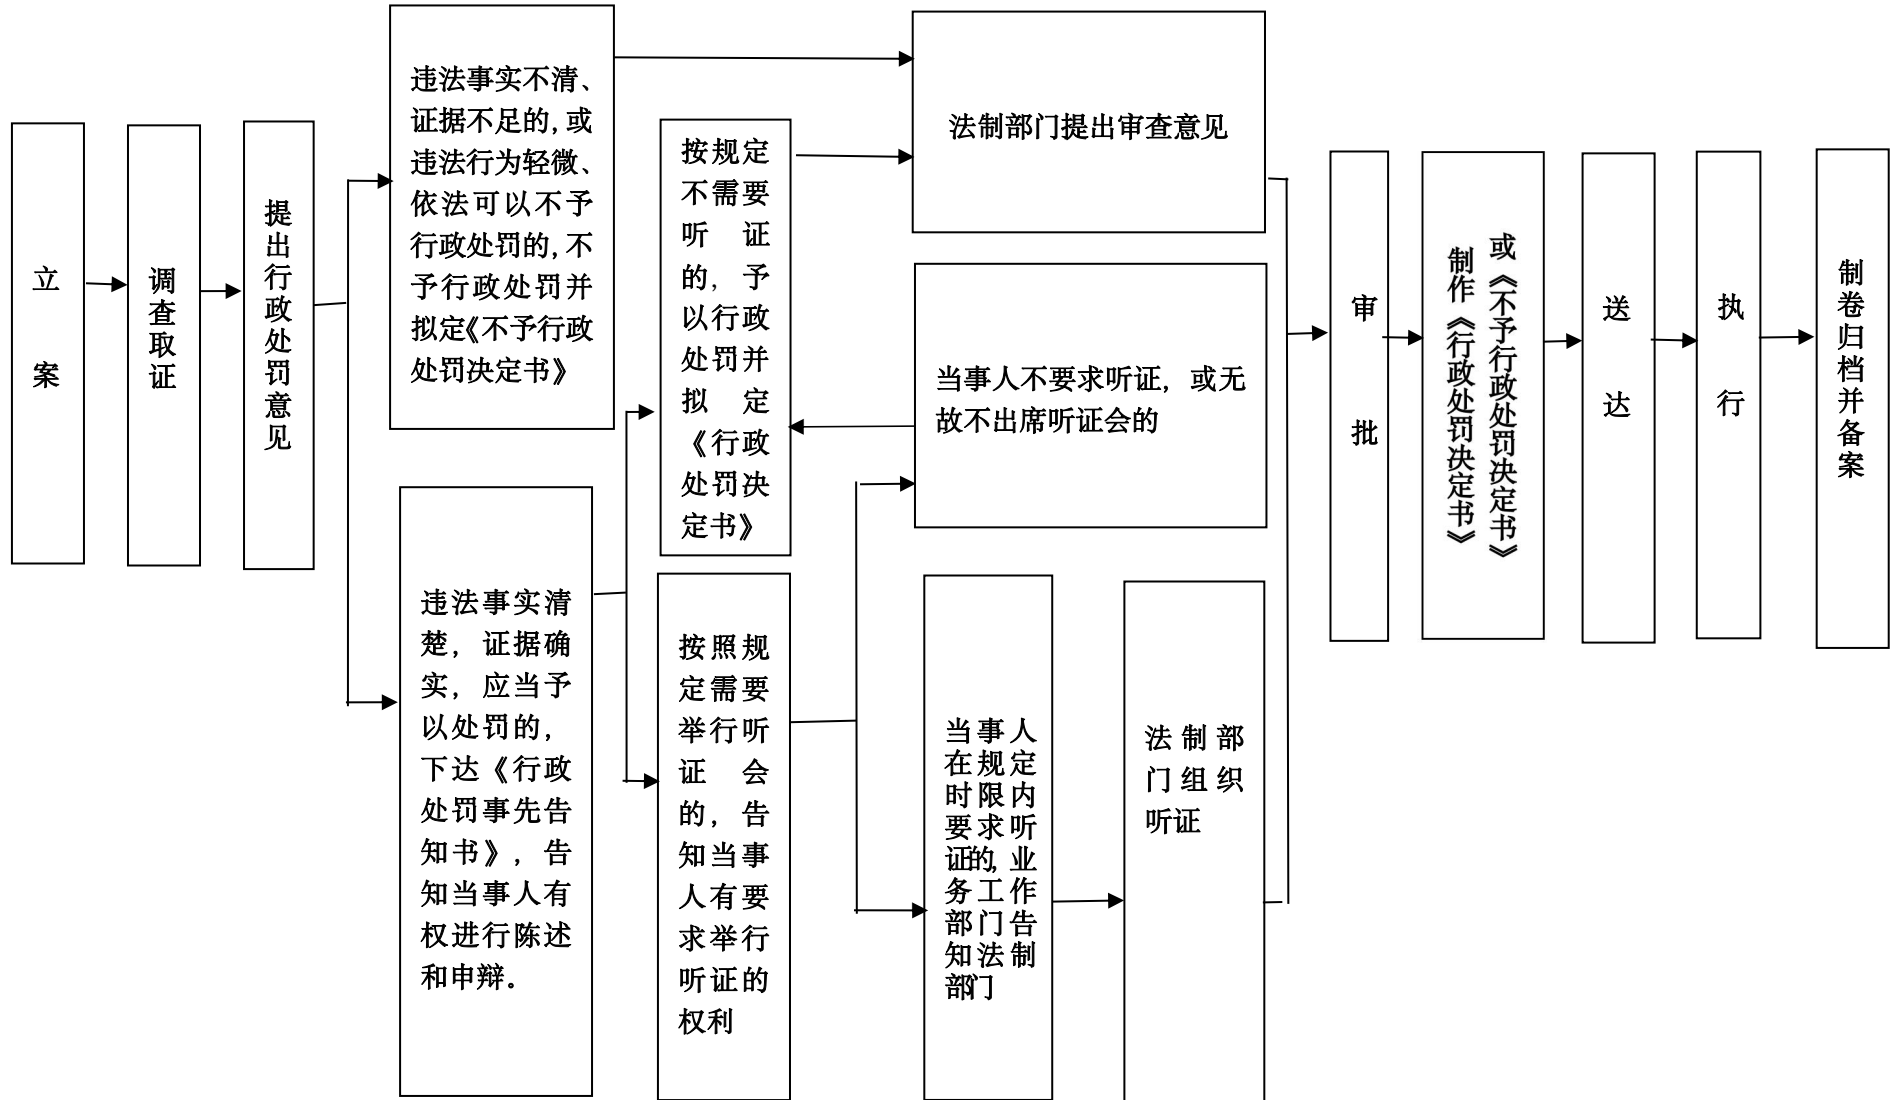 立
案
调
查
取
证
提
出
行
政
处
罚
意
见
违法事实不清、
证据不足的,或
违法行为轻微、
依法可以不予
行政处罚的,不
予行政处罚并
拟定《不予行政
处罚决定书》
违法事实清
楚，证据确
实，应当予
以处罚的，
下达《行政
处罚事先告
知书》，告
知当事人有
权进行陈述
和申辩。
按规定
不需要
听证
的，予
以行政
处罚并
拟定
《行政
处罚决
定书》
按照规
定需要
举行听
证会
的，告
知当事
人有要
求举行
听证的
权利
法制部门提出审查意见
当事人不要求听证，或无
故不出席听证会的
当事人
在规定
时限内
要求听
证的,业
务工作
部门告
知法制
部门
法制部
门组织
听证
审
批
制作《行政处罚决定书》
或《不予行政处罚决定书》
送
达
执
行
制
卷
归
档
并
备
案